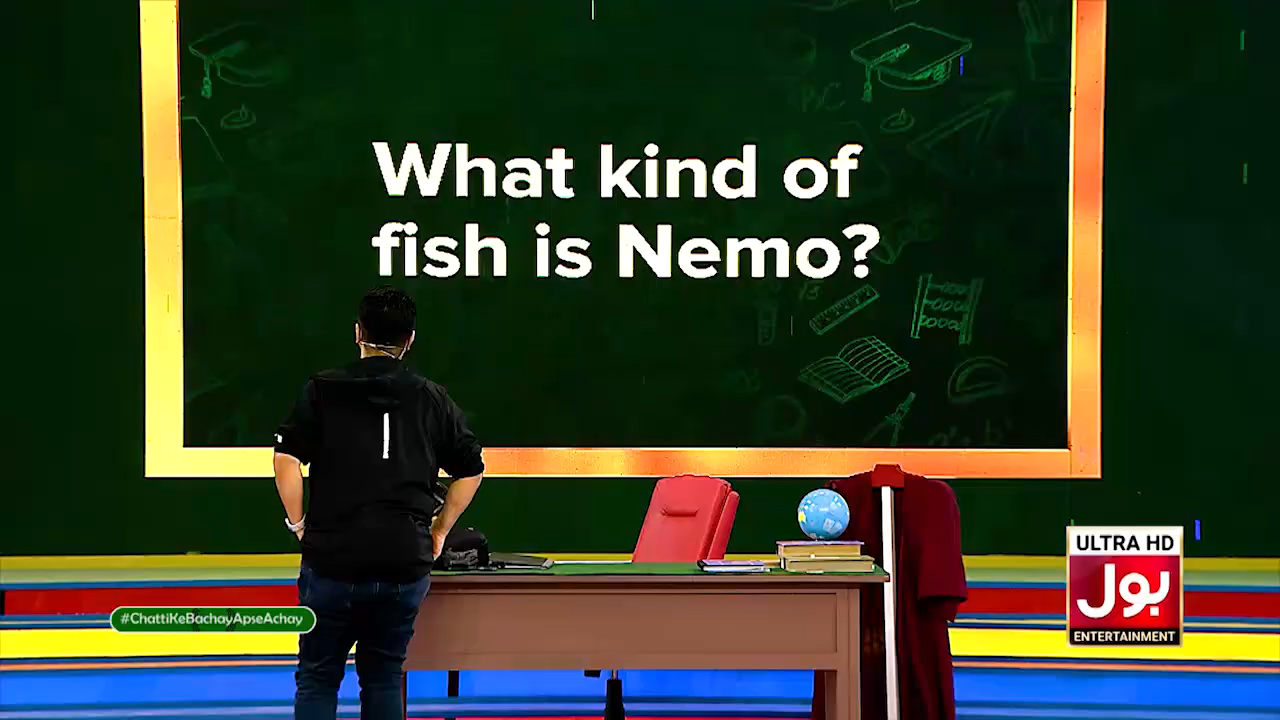 What kind of
fish is Nemo?
#ChattiKeBachayApseAchay
ULTRA HD
بول
ENTERTAINMENT